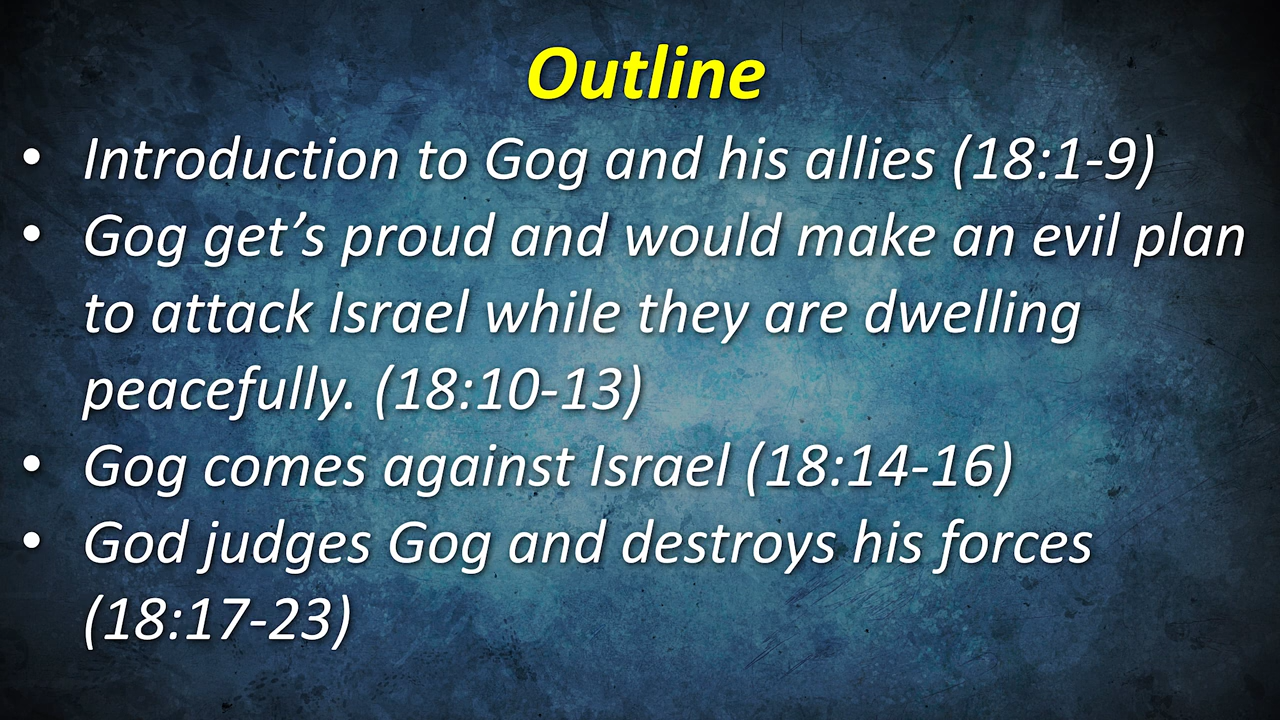 Outline
• Introduction to Gog and his allies (18:1-9)
• Gog get’s proud and would make an evil plan
to attack Israel while they are dwelling
peacefully. (18:10-13)
• Gog comes against Israel (18:14-16)
• God judges Gog and destroys his forces
(18:17-23)